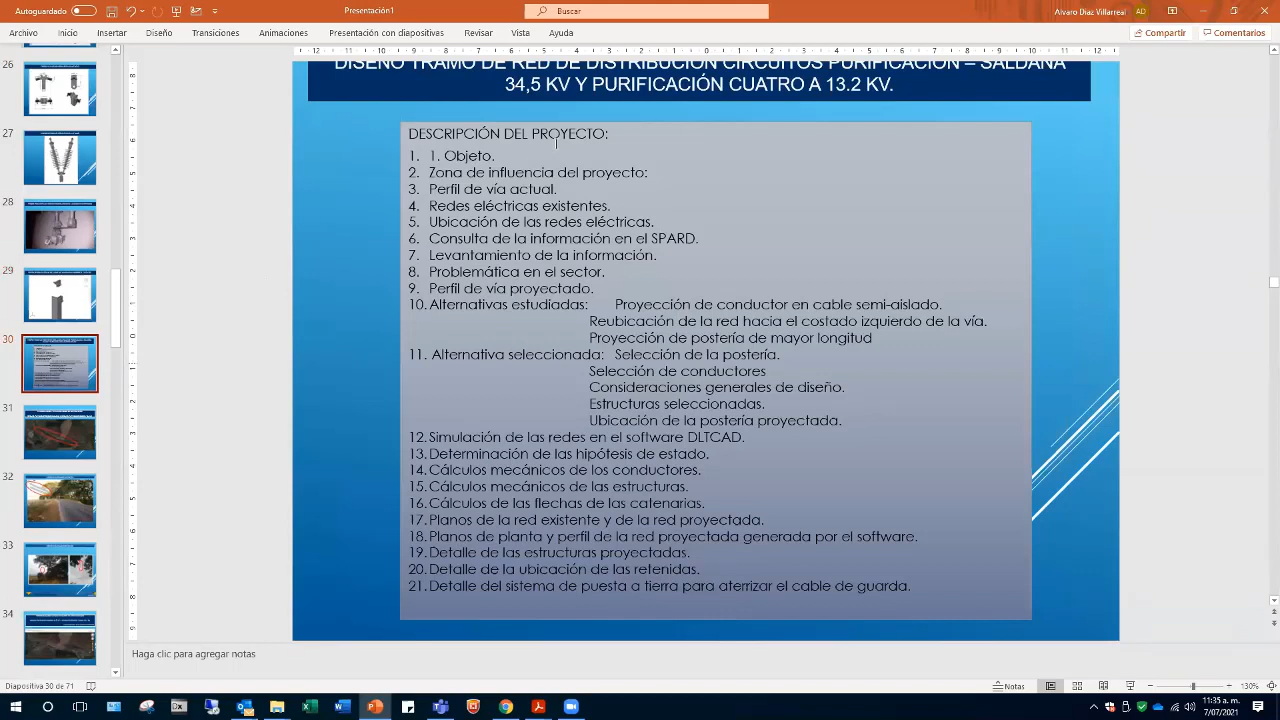 Autoguardado
Presentación1
Buscar
Adriana Diaz Villarreal
AD
Archivo Inicio Insertar Diseño Transiciones Animaciones Presentación con diapositivas Revisar Vista Ayuda
Compartir Comentarios
DISEÑO TRAMO DE RED DE DISTRIBUCIÓN CIRCUITOS PURIFICACIÓN – SALDAÑA
34,5 KV Y PURIFICACIÓN CUATRO A 13.2 KV.
DESCRIPCION DEL PROYECTO:
1. 1. Objeto.
2. Zona de influencia del proyecto:
3. Perfil de vía actual.
4. Redes eléctricas existentes.
5. Ubicación de las redes eléctricas.
6. Consulta de la información en el SPARD.
7. Levantamiento de la información.
8. Problemática en el sector.
9. Perfil de vía proyectado.
10. Alternativas estudiadas: Proyección de conductor en cable semi-aislado.
Reubicación de la red hacia el costodo izquierdo de la vía.
Proyección de postería de mayor longitud
11. Alternativa seleccionada: Selección de la postería.
Selección de conductores
Consideraciones generales de diseño.
Estructuras seleccionadas.
Ubicación de la postería proyectada.
12. Simulación de las redes en el software DLTCAD.
13. Determinación de las hipótesis de estado.
14. Cálculos mecánicos de los conductores.
15. Cálculos mecánicos de las estructuras.
16. Cálculos de las flechas de las catenarias.
17. Planos de la red existente y de la red proyectada.
18. Planos de planta y perfil de la red proyectada generada por el software.
19. Detalle de las estructuras proyectadas.
20. Detalle de la ubicación de las retenidas.
21. Detalle del sistema de puesta a tierra para aterrizar el cable de guarda.
Haga clic para agregar notas
Diapositiva 30 de 71
Notas
130%
11:35 a. m.
7/07/2021